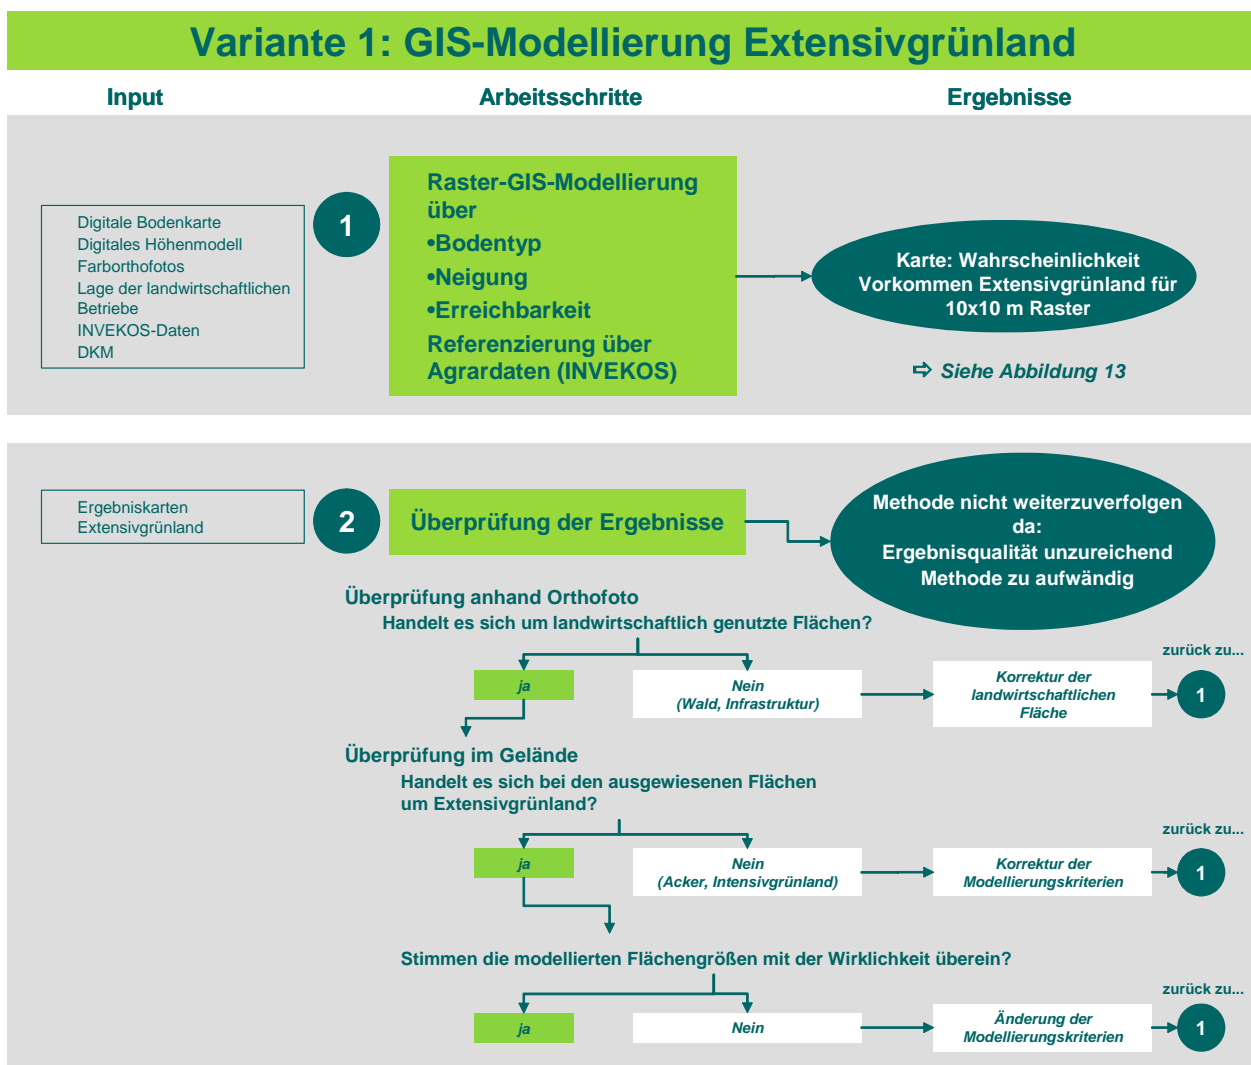 Variante 1: GIS-Modellierung Extensivgrünland
Input
Arbeitsschritte
Ergebnisse
Digitale Bodenkarte
Digitales Höhenmodell
Farborthofotos
Lage der landwirtschaftlichen
Betriebe
INVEKOS-Daten
DKM
1
Raster-GIS-Modellierung
über
•Bodentyp
•Neigung
•Erreichbarkeit
Referenzierung über
Agrardaten (INVEKOS)
Karte: Wahrscheinlichkeit
Vorkommen Extensivgrünland für
10x10 m Raster
⇨ Siehe Abbildung 13
Ergebniskarten
Extensivgrünland
2
Überprüfung der Ergebnisse
Methode nicht weiterzuverfolgen
da:
Ergebnisqualität unzureichend
Methode zu aufwändig
Überprüfung anhand Orthofoto
Handelt es sich um landwirtschaftlich genutzte Flächen?
ja
Nein
(Wald, Infrastruktur)
Korrektur der
landwirtschaftlichen
Fläche
zurück zu...
1
Überprüfung im Gelände
Handelt es sich bei den ausgewiesenen Flächen
um Extensivgrünland?
ja
Nein
(Acker, Intensivgrünland)
Korrektur der
Modellierungskriterien
zurück zu...
1
Stimmen die modellierten Flächengrößen mit der Wirklichkeit überein?
ja
Nein
Änderung der
Modellierungskriterien
zurück zu...
1